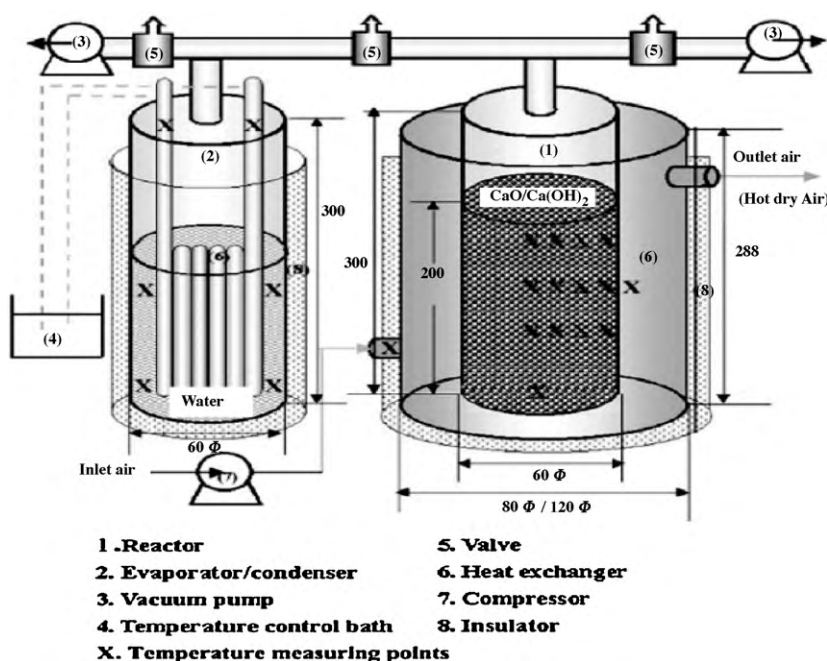 (3)
(5)
(5)
(5)
(3)
X X
(2)
(1)
Outlet air
CaO/Ca(OH)2
(Hot dry Air)
300
X X X X
(6)
(6)
288
(8)
300
200
X X
X X X X X
(8)
X X X X
(4)
X
X X
X
Water
60 Φ
Inlet air
(7)
60 Φ
80 Φ / 120 Φ
1 .Reactor
5. Valve
2. Evaporator/condenser
6. Heat exchanger
3. Vacuum pump
7. Compressor
4. Temperature control bath
8. Insulator
X. Temperature measuring points